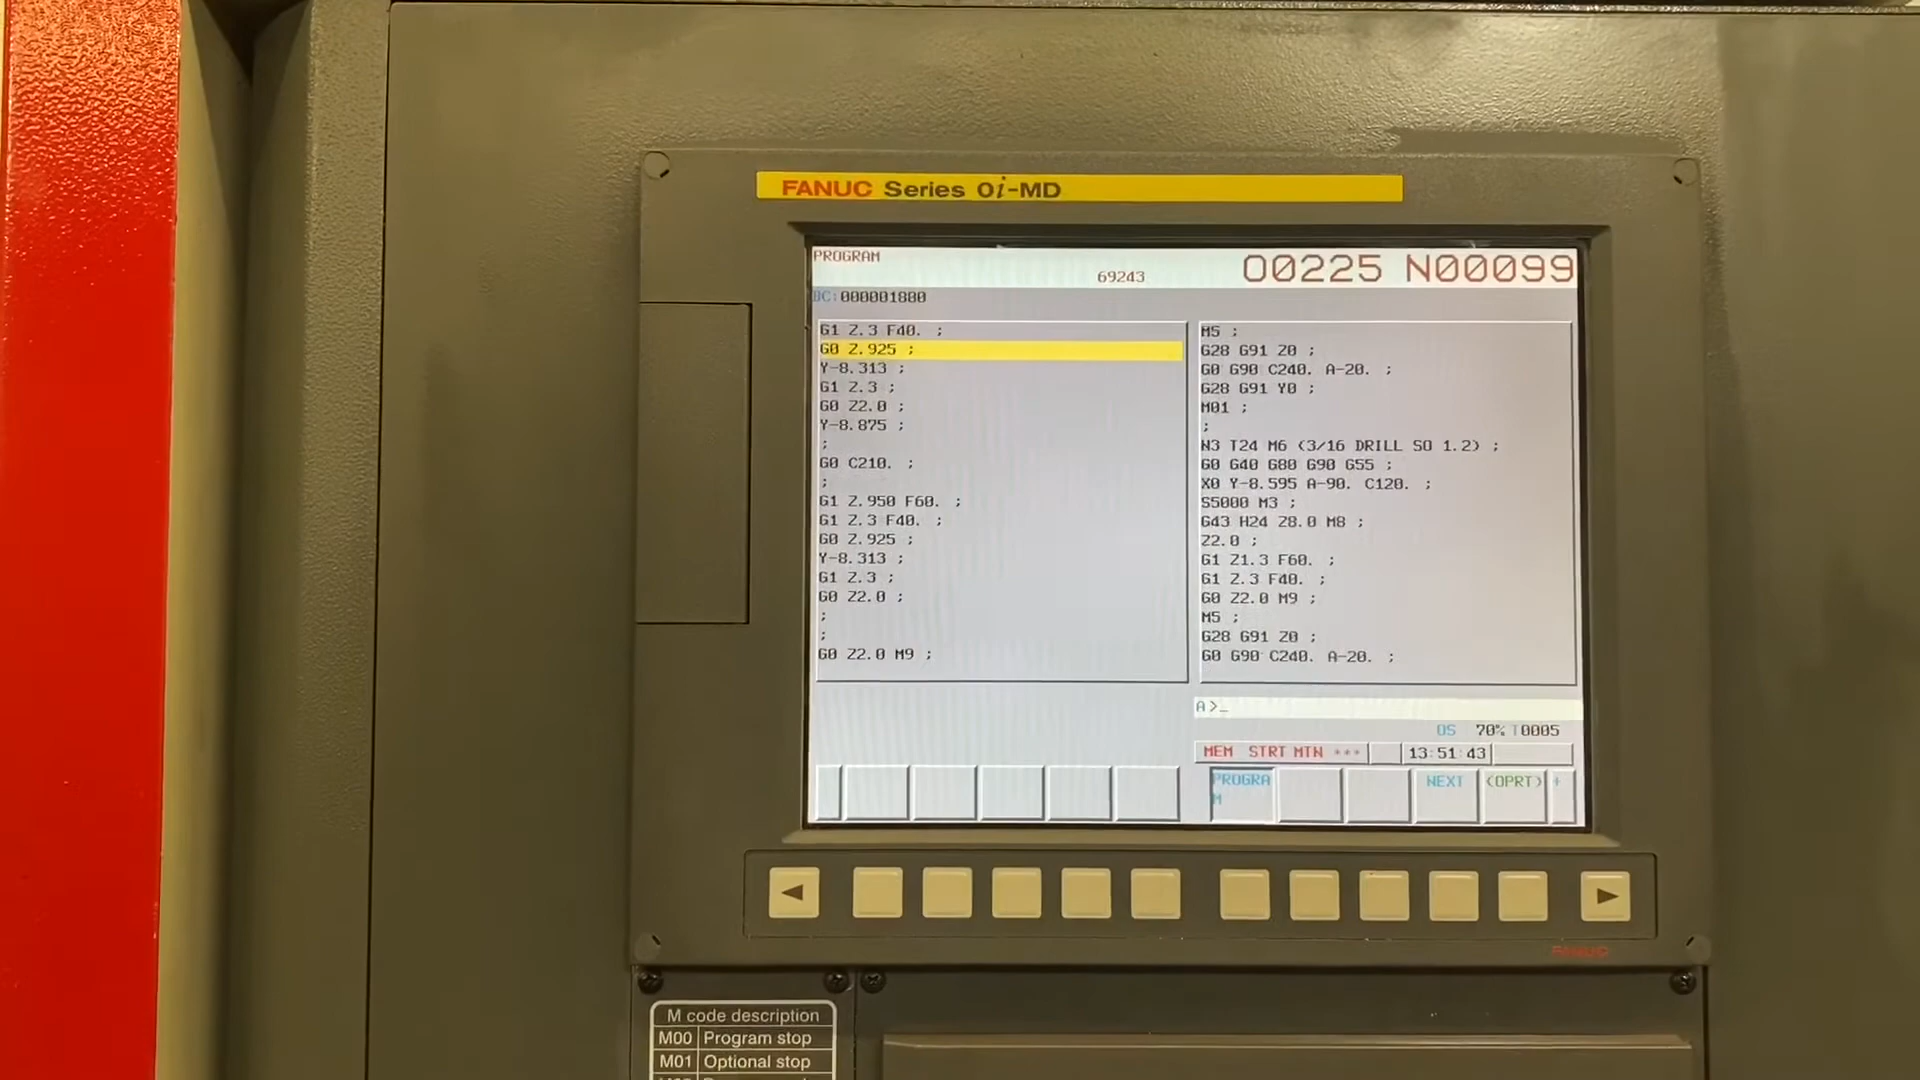 FANUC Series 0i-MD
PROGRAM
O0225 N00099
69243
BC:000001880
G1 Z.3 F40. ;
G0 Z.925 ;
Y-8.313 ;
G1 Z.3 ;
G0 Z2.0 ;
Y-8.875 ;
;
G0 C210. ;
;
G1 Z.950 F60. ;
G1 Z.3 F40. ;
G0 Z.925 ;
Y-8.313 ;
G1 Z.3 ;
G0 Z2.0 ;
;
;
G0 Z2.0 M9 ;
M5 ;
G28 G91 Z0 ;
G0 G90 C240. A-20. ;
G28 G91 Y0 ;
M01 ;
;
N3 T24 M6 (3/16 DRILL SO 1.2) ;
G0 G40 G80 G90 G55 ;
X0 Y-8.595 A-90. C120. ;
S5000 M3 ;
G43 H24 Z8.0 M8 ;
Z2.0 ;
G1 Z1.3 F60. ;
G1 Z.3 F40. ;
G0 Z2.0 M9 ;
M5 ;
G28 G91 Z0 ;
G0 G90 C240. A-20. ;
A>_
OS 70% T0005
MEM STRT MTN *** 13:51:43
PROGRA
M
NEXT
(OPRT)
+
FANUC
M code description
M00 Program stop
M01 Optional stop